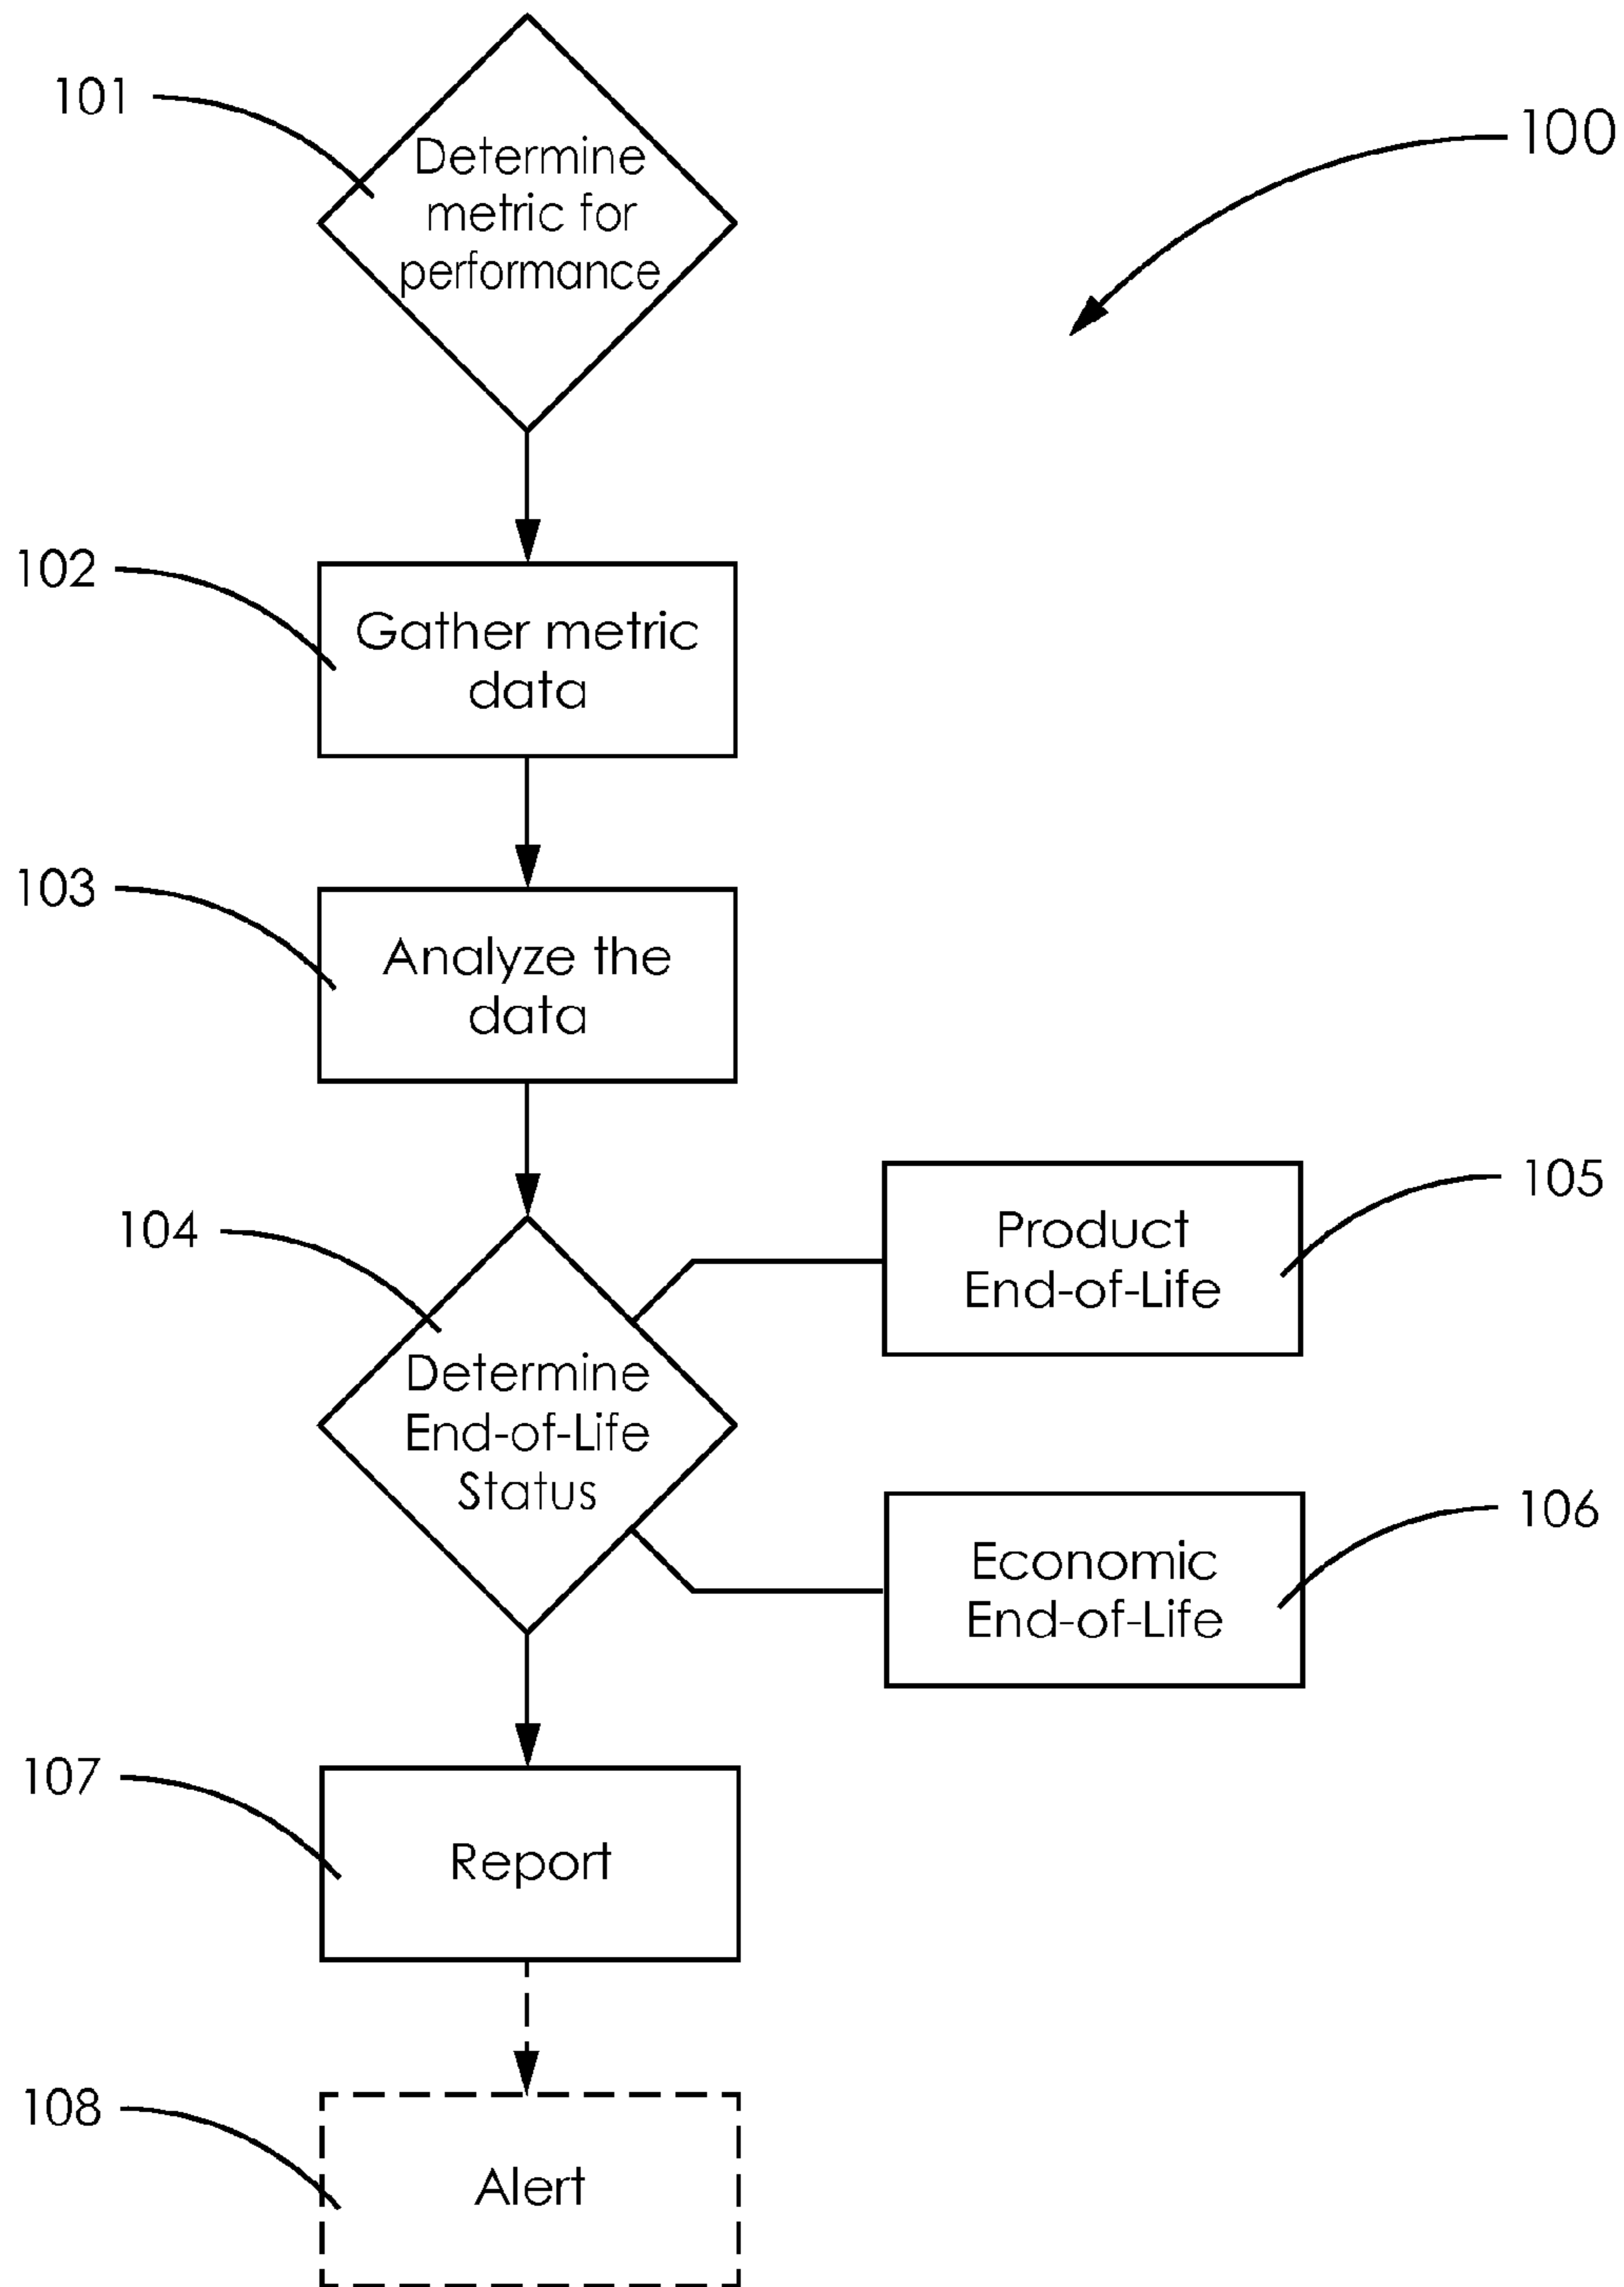 101
100
Determine
metric for
performance
102
Gather metric
data
103
Analyze the
data
104
105
Product
End-of-Life
Determine
End-of-Life
Status
106
Economic
End-of-Life
107
Report
108
Alert